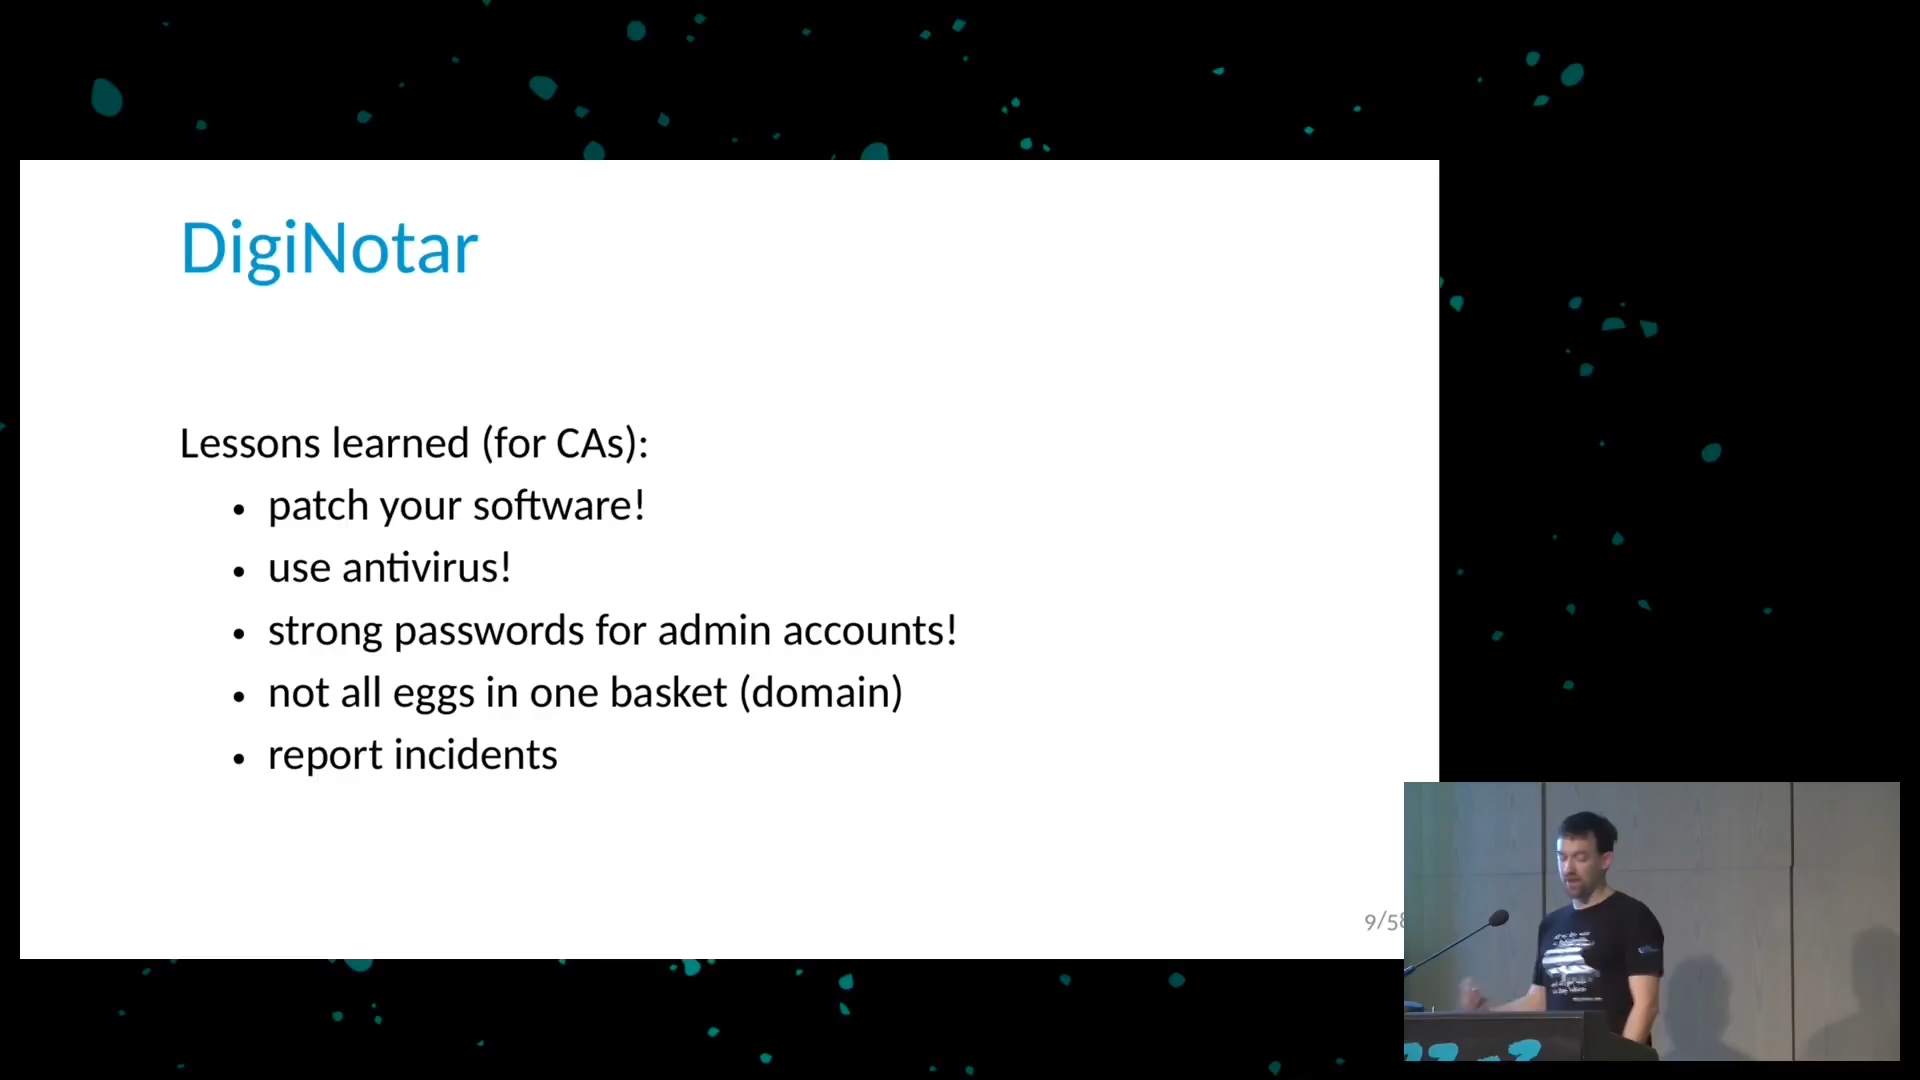 DigiNotar
Lessons learned (for CAs):
• patch your software!
• use antivirus!
• strong passwords for admin accounts!
• not all eggs in one basket (domain)
• report incidents
9/58